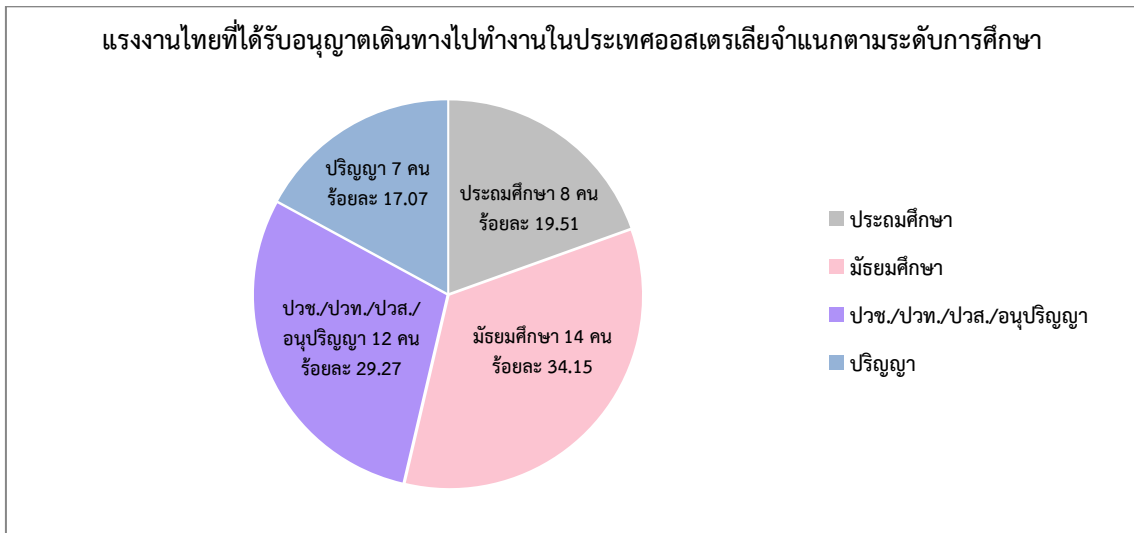 แรงงานไทยที่ได้รับอนุญาตเดินทางไปทำงานในประเทศออสเตรเลียจำแนกตามระดับการศึกษา
ปริญญา 7 คน
ร้อยละ 17.07
ประถมศึกษา 8 คน
ร้อยละ 19.51
ปวช./ปวท./ปวส./
อนุปริญญา 12 คน
ร้อยละ 29.27
มัธยมศึกษา 14 คน
ร้อยละ 34.15
ประถมศึกษา
มัธยมศึกษา
ปวช./ปวท./ปวส./อนุปริญญา
ปริญญา